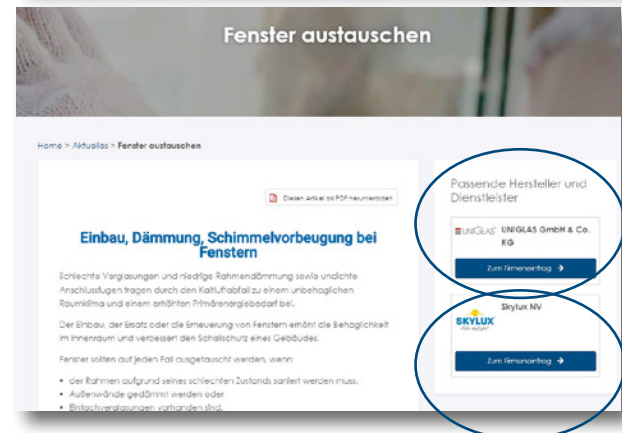 Fenster austauschen
Home > Aktuelles > Fenster austauschen
Diesen Artikel als PDF herunterladen
Einbau, Dämmung, Schimmelvorbeugung bei
Fenstern
Schlechte Verglasungen und niedrige Rahmendämmung sowie undichte
Anschlussfugen tragen durch den Kaltluftabfall zu einem unbehaglichen
Raumklima und einem erhöhten Primärenergiebedarf bei.
Der Einbau, der Ersatz oder die Erneuerung von Fenstern erhöht die Behaglichkeit
im Innenraum und verbessert den Schallschutz eines Gebäudes.
Fenster sollten auf jeden Fall ausgetauscht werden, wenn
• der Rahmen aufgrund seines schlechten Zustands saniert werden muss.
• Außenwände gedämmt werden oder
• Einfachverglasungen vorhanden sind.
Passende Hersteller und
Dienstleister
UNIGLAS
UNIGLAS GmbH & Co.
KG
Zum Firmeneintrag →
SKYLUX
Skylux NV
Zum Firmeneintrag →